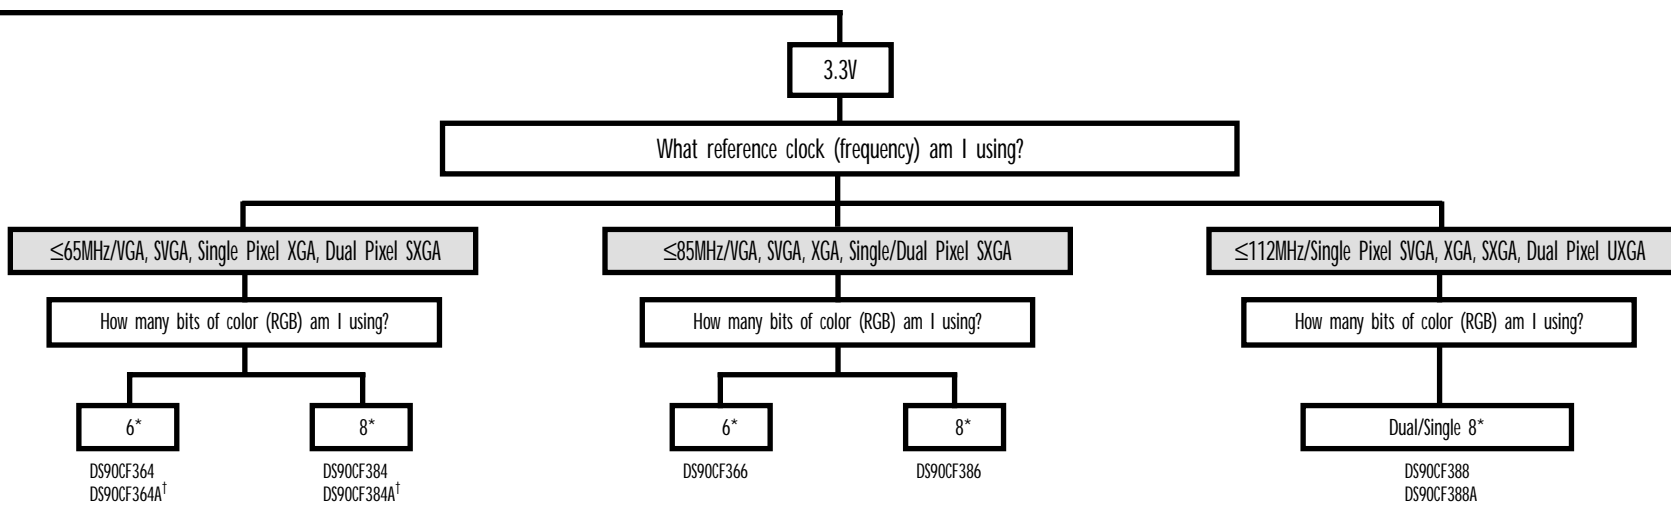 3.3V
What reference clock (frequency) am I using?
≤65MHz/VGA, SVGA, Single Pixel XGA, Dual Pixel SXGA
≤85MHz/VGA, SVGA, XGA, Single/Dual Pixel SXGA
≤112MHz/Single Pixel SVGA, XGA, SXGA, Dual Pixel UXGA
How many bits of color (RGB) am I using?
How many bits of color (RGB) am I using?
How many bits of color (RGB) am I using?
6*
8*
6*
8*
Dual/Single 8*
DS90CF364
DS90CF364A†
DS90CF384
DS90CF384A†
DS90CF366
DS90CF386
DS90CF388
DS90CF388A